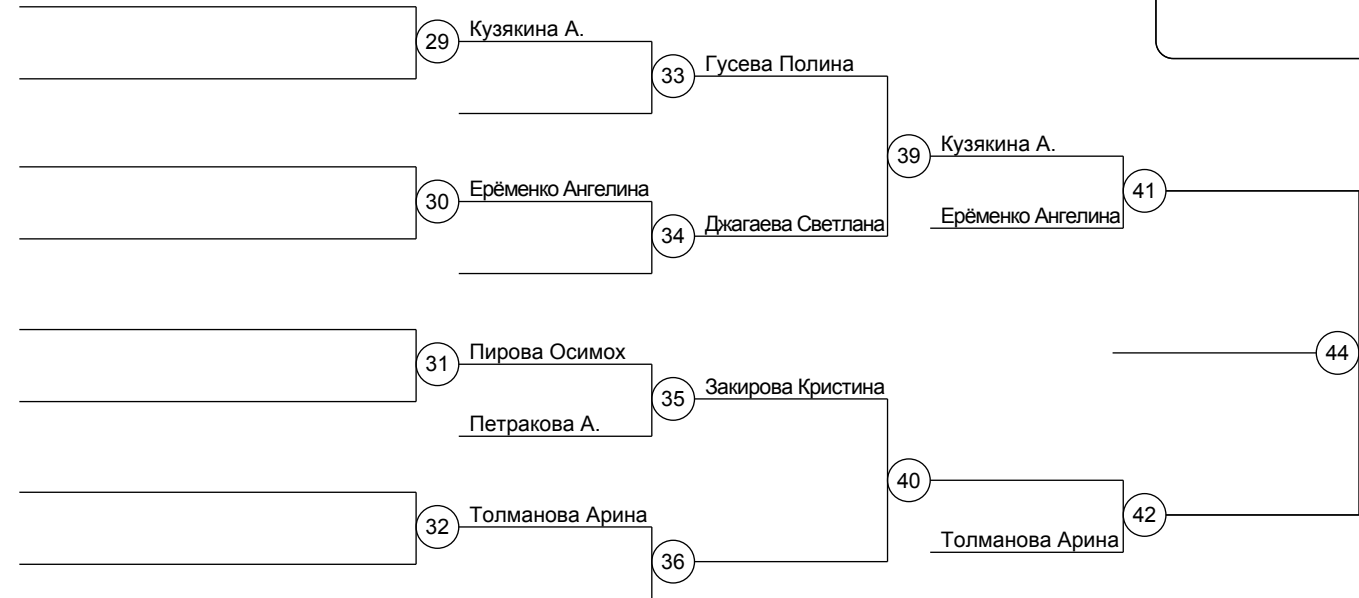 29
Кузякина А.
33
Гусева Полина
39
Кузякина А.
30
Ерёменко Ангелина
34
Джагаева Светлана
Ерёменко Ангелина
41
31
Пирова Осимох
Петракова А.
35
Закирова Кристина
44
32
Толманова Арина
36
40
Толманова Арина
42